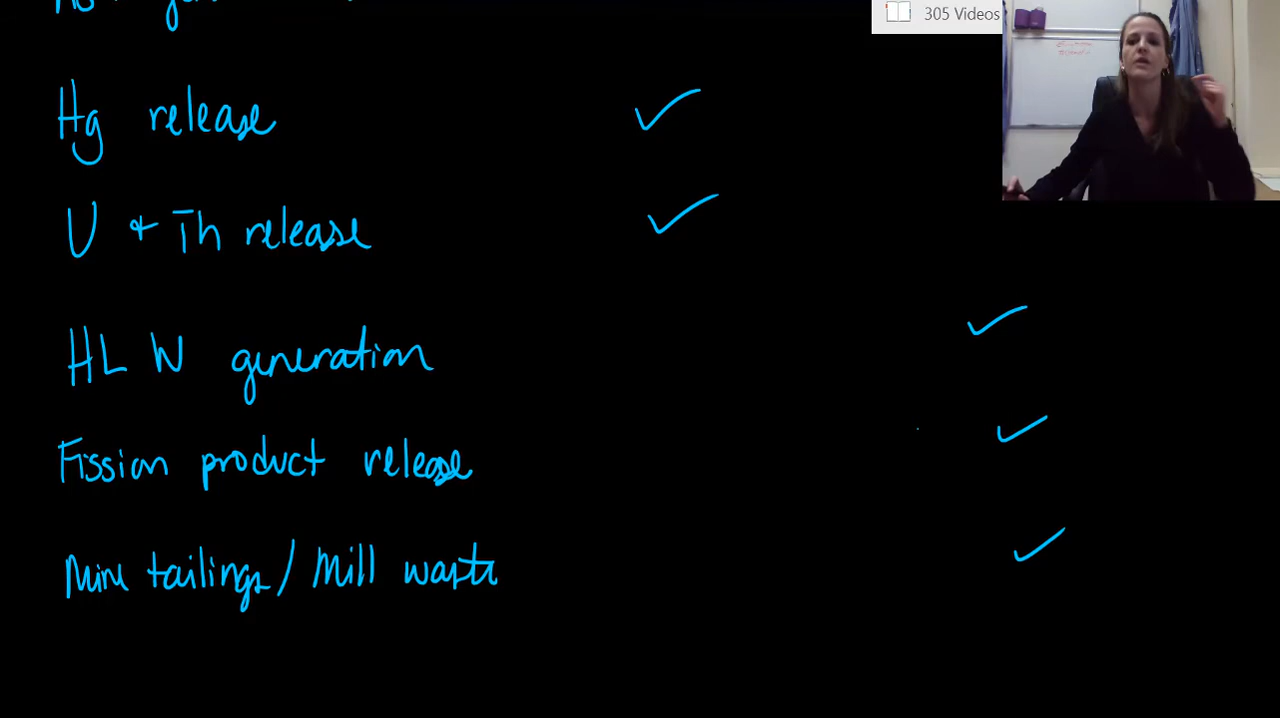 305 Videos
Hg release ✓
U + Th release ✓
HLW generation ✓
Fission product release ✓
Mine tailings / Mill waste ✓